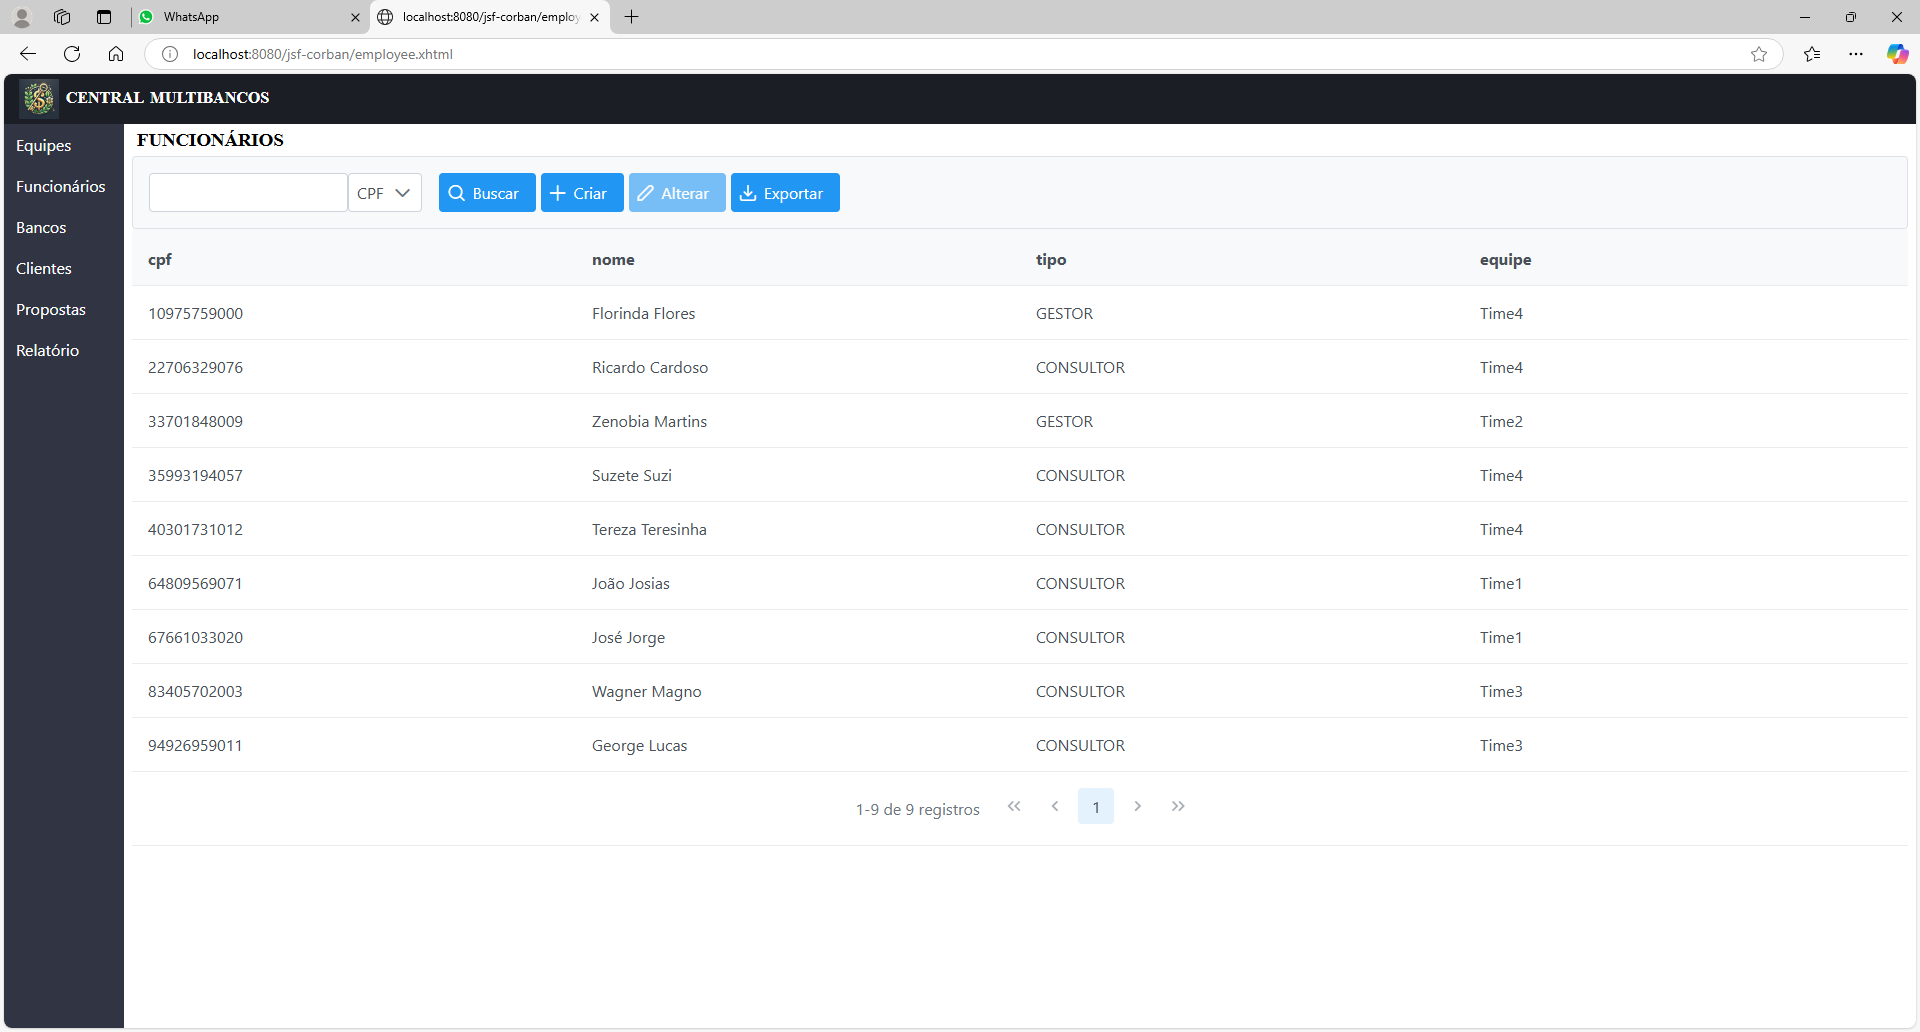 WhatsApp
localhost:8080/jsf-corban/employ
localhost:8080/jsf-corban/employee.xhtml
CENTRAL MULTIBANCOS
Equipes
Funcionários
Bancos
Clientes
Propostas
Relatório
FUNCIONÁRIOS
CPF Buscar Criar Alterar Exportar
cpf nome tipo equipe
10975759000 Florinda Flores GESTOR Time4
22706329076 Ricardo Cardoso CONSULTOR Time4
33701848009 Zenobia Martins GESTOR Time2
35993194057 Suzete Suzi CONSULTOR Time4
40301731012 Tereza Teresinha CONSULTOR Time4
64809569071 João Josias CONSULTOR Time1
67661033020 José Jorge CONSULTOR Time1
83405702003 Wagner Magno CONSULTOR Time3
94926959011 George Lucas CONSULTOR Time3
1-9 de 9 registros 1